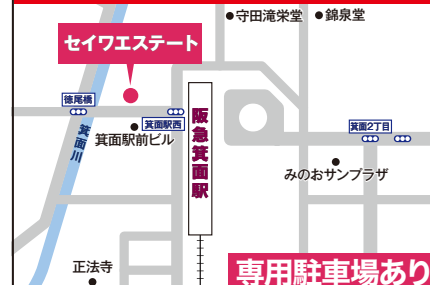 守田滝栄堂
錦泉堂
セイワエステート
徳尾橋
箕面駅西
箕面2丁目
箕面駅前ビル
箕面川
阪急箕面駅
みのおサンプラザ
正法寺
専用駐車場あり